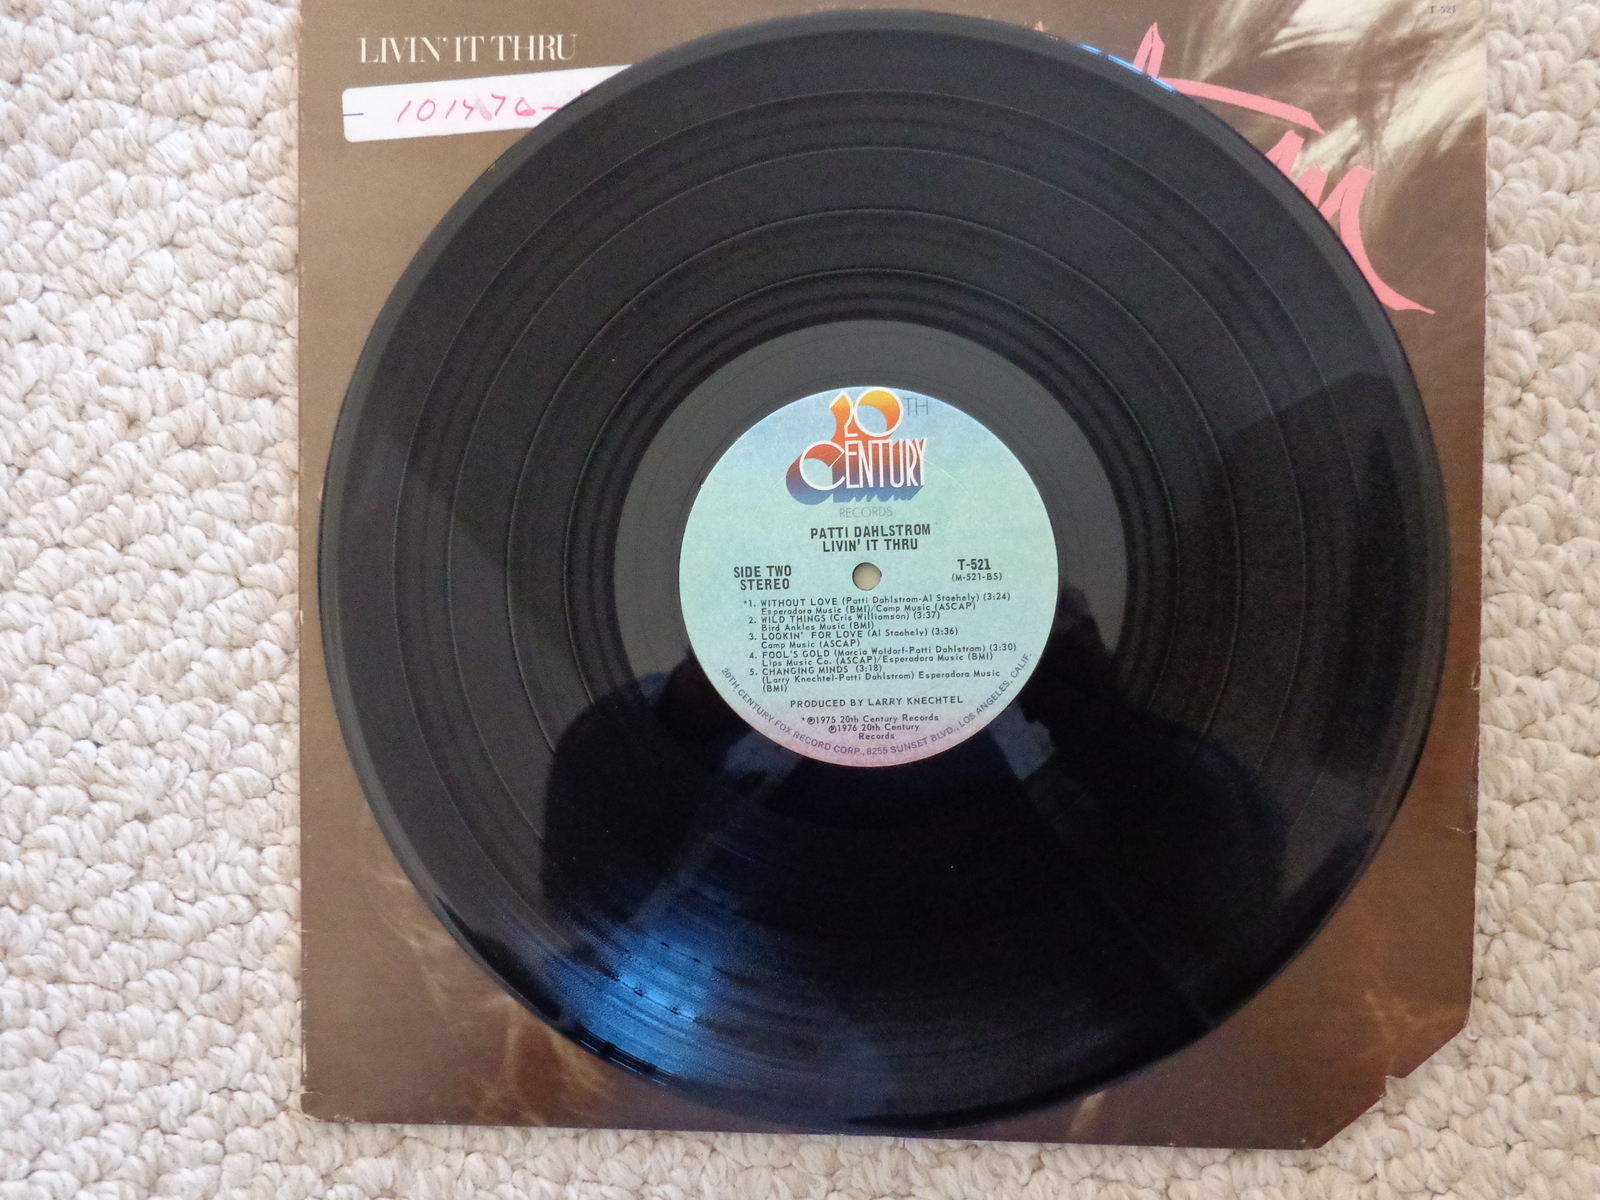 T-521
LIVIN' IT THRU
20TH
CENTURY
RECORDS
PATTI DAHLSTROM
LIVIN' IT THRU
SIDE TWO
STEREO
T-521
(M-521-BS)
*1. WITHOUT LOVE (Patti Dahlstrom-Al Staehely) (3:24)
Esperadora Music (BMI)/Camp Music (ASCAP)
2. WILD THINGS (Cris Williamson) (3:37)
Bird Ankles Music (BMI)
3. LOOKIN' FOR LOVE (Al Staehely) (3:36)
Camp Music (ASCAP)
4. FOOL'S GOLD (Marcia Waldorf-Patti Dahlstrom) (3:30)
Lips Music Co. (ASCAP)/Esperadora Music (BMI)
5. CHANGING MINDS (3:18)
(Larry Knechtel-Patti Dahlstrom) Esperadora Music
(BMI)
PRODUCED BY LARRY KNECHTEL
*℗1975 20th Century Records
℗1976 20th Century
Records
20TH CENTURY FOX RECORD CORP., 8255 SUNSET BLVD., LOS ANGELES, CALIF.